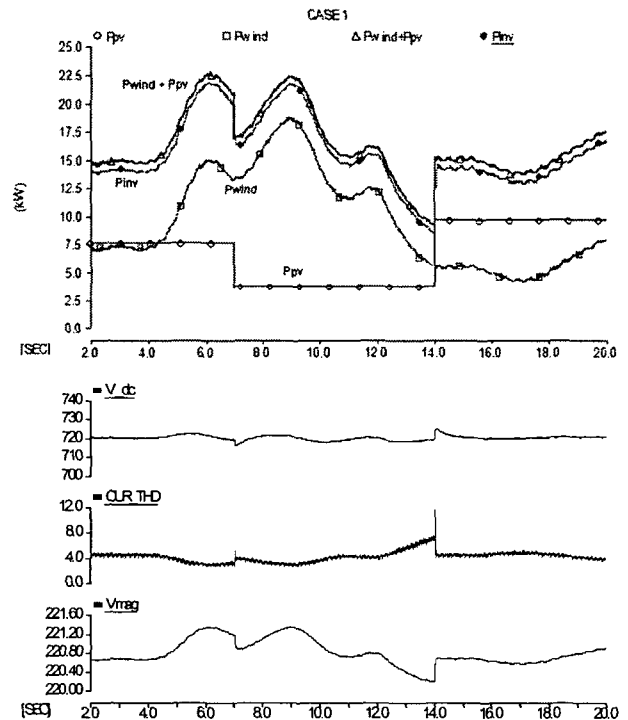 CASE 1
Ppv Pwind Pwind+Ppv Pinv
25.0
22.5
20.0
17.5
15.0
12.5
10.0
7.5
5.0
2.5
0.0
(kW)
Pwind + Ppv
Pinv
Pwind
Ppv
[SEC] 2.0 4.0 6.0 8.0 10.0 12.0 14.0 16.0 18.0 20.0
V_dc
740
730
720
710
700
CUR_THD
12.0
8.0
4.0
0.0
Vmag
221.60
221.20
220.80
220.40
220.00
[SEC] 2.0 4.0 6.0 8.0 10.0 12.0 14.0 16.0 18.0 20.0